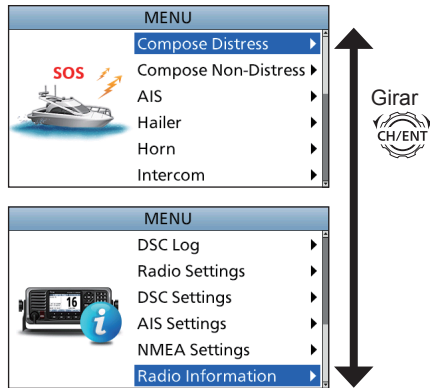 MENU
SOS
Compose Distress
Compose Non-Distress
AIS
Hailer
Horn
Intercom
Girar
CH/ENT
MENU
16
DSC Log
Radio Settings
DSC Settings
AIS Settings
NMEA Settings
Radio Information